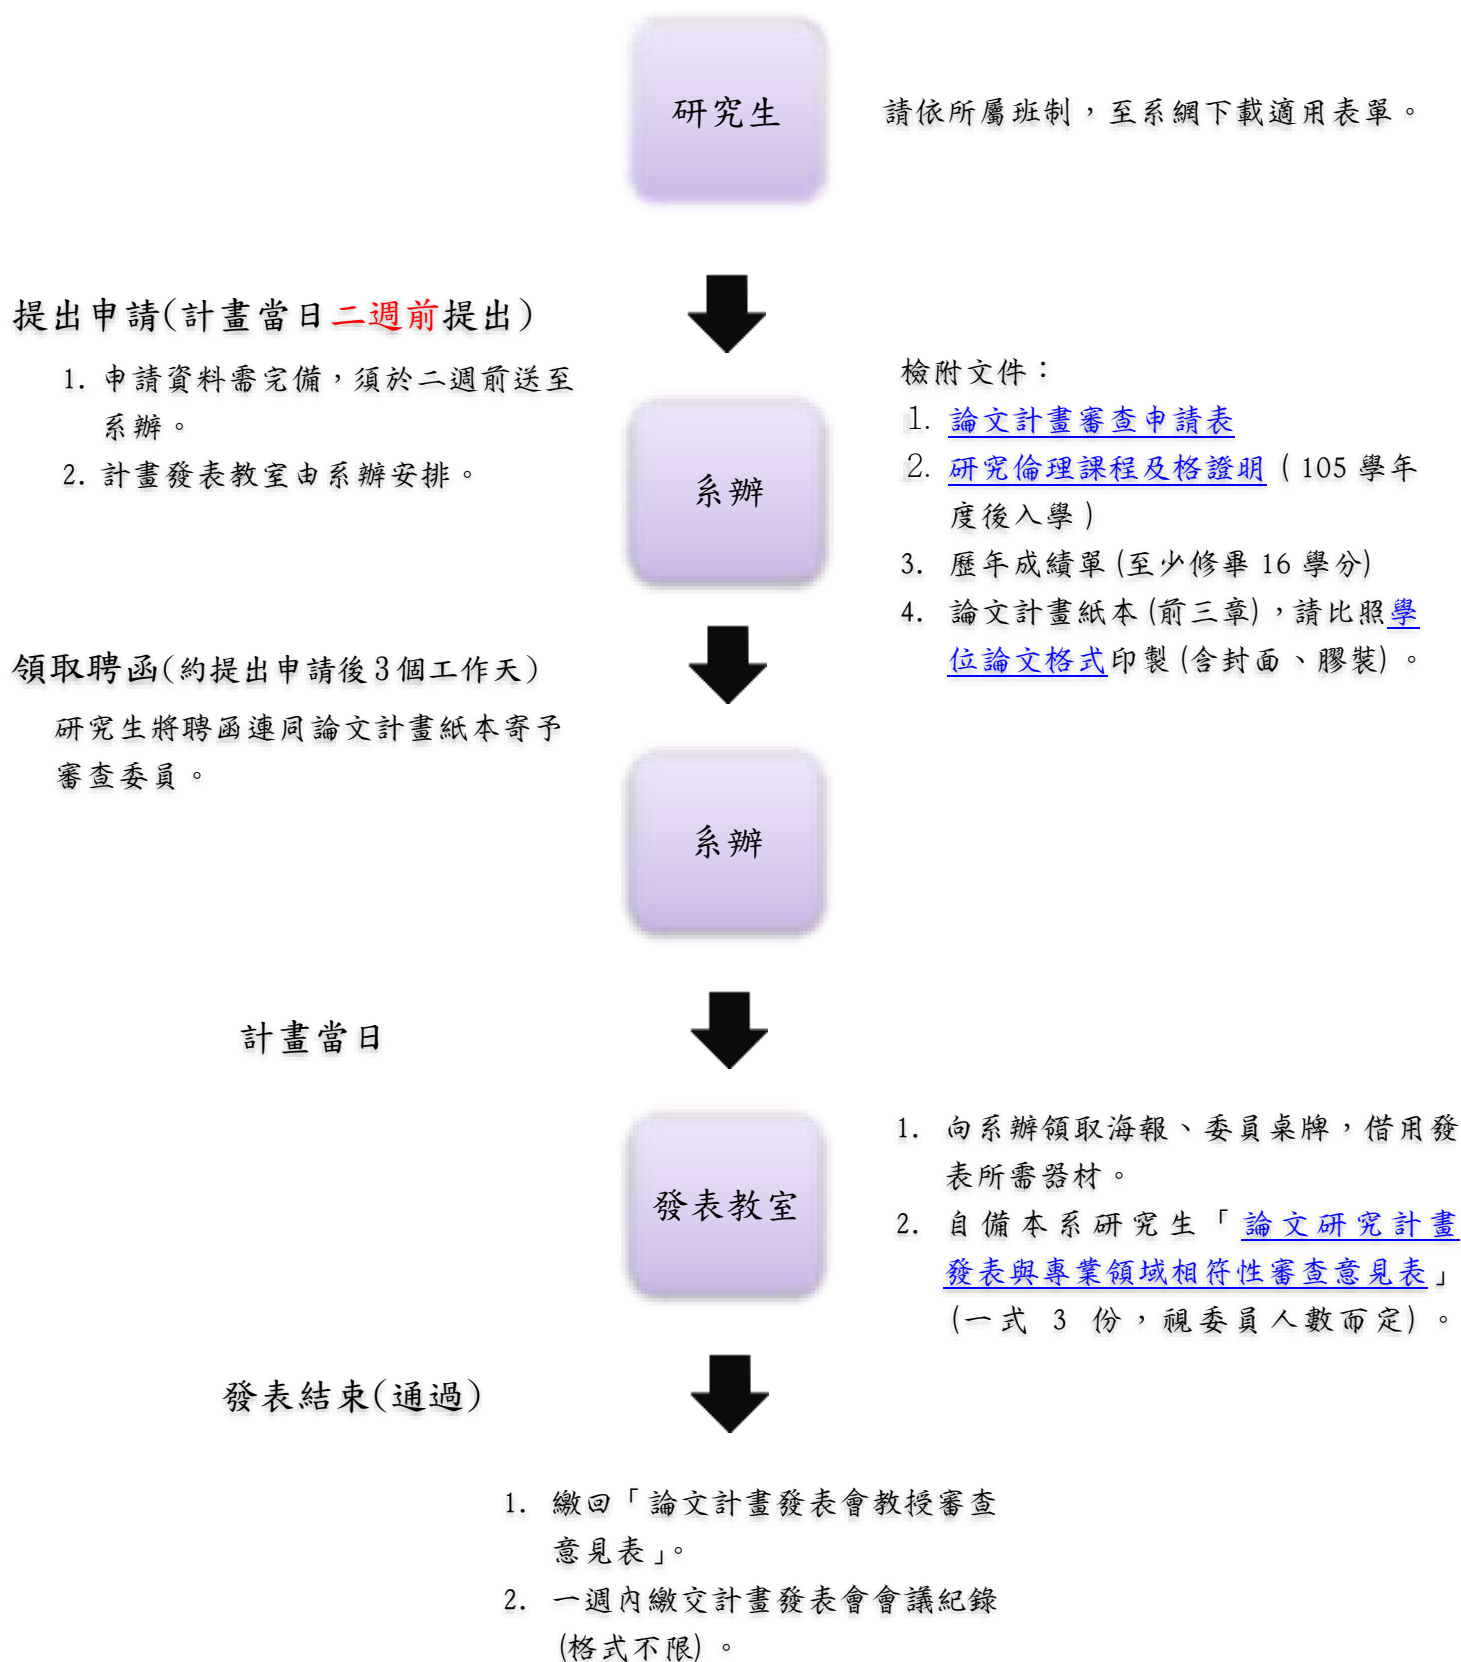 研究生
請依所屬班制，至系網下載適用表單。
提出申請(計畫當日二週前提出)
1. 申請資料需完備，須於二週前送至
系辦。
2. 計畫發表教室由系辦安排。
系辦
檢附文件：
1. 論文計畫審查申請表
2. 研究倫理課程及格證明（105 學年
度後入學）
3. 歷年成績單(至少修畢 16 學分)
4. 論文計畫紙本(前三章)，請比照學
位論文格式印製(含封面、膠裝)。
領取聘函(約提出申請後3個工作天)
研究生將聘函連同論文計畫紙本寄予
審查委員。
系辦
計畫當日
發表教室
1. 向系辦領取海報、委員桌牌，借用發
表所需器材。
2. 自備本系研究生「論文研究計畫
發表與專業領域相符性審查意見表」
(一式 3 份，視委員人數而定)。
發表結束(通過)
1. 繳回「論文計畫發表會教授審查
意見表」。
2. 一週內繳交計畫發表會會議紀錄
(格式不限)。